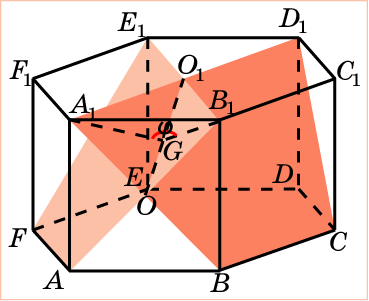 E₁ D₁
F₁ O₁ C₁
A₁ B₁
φ
G
E D
O
F C
A B